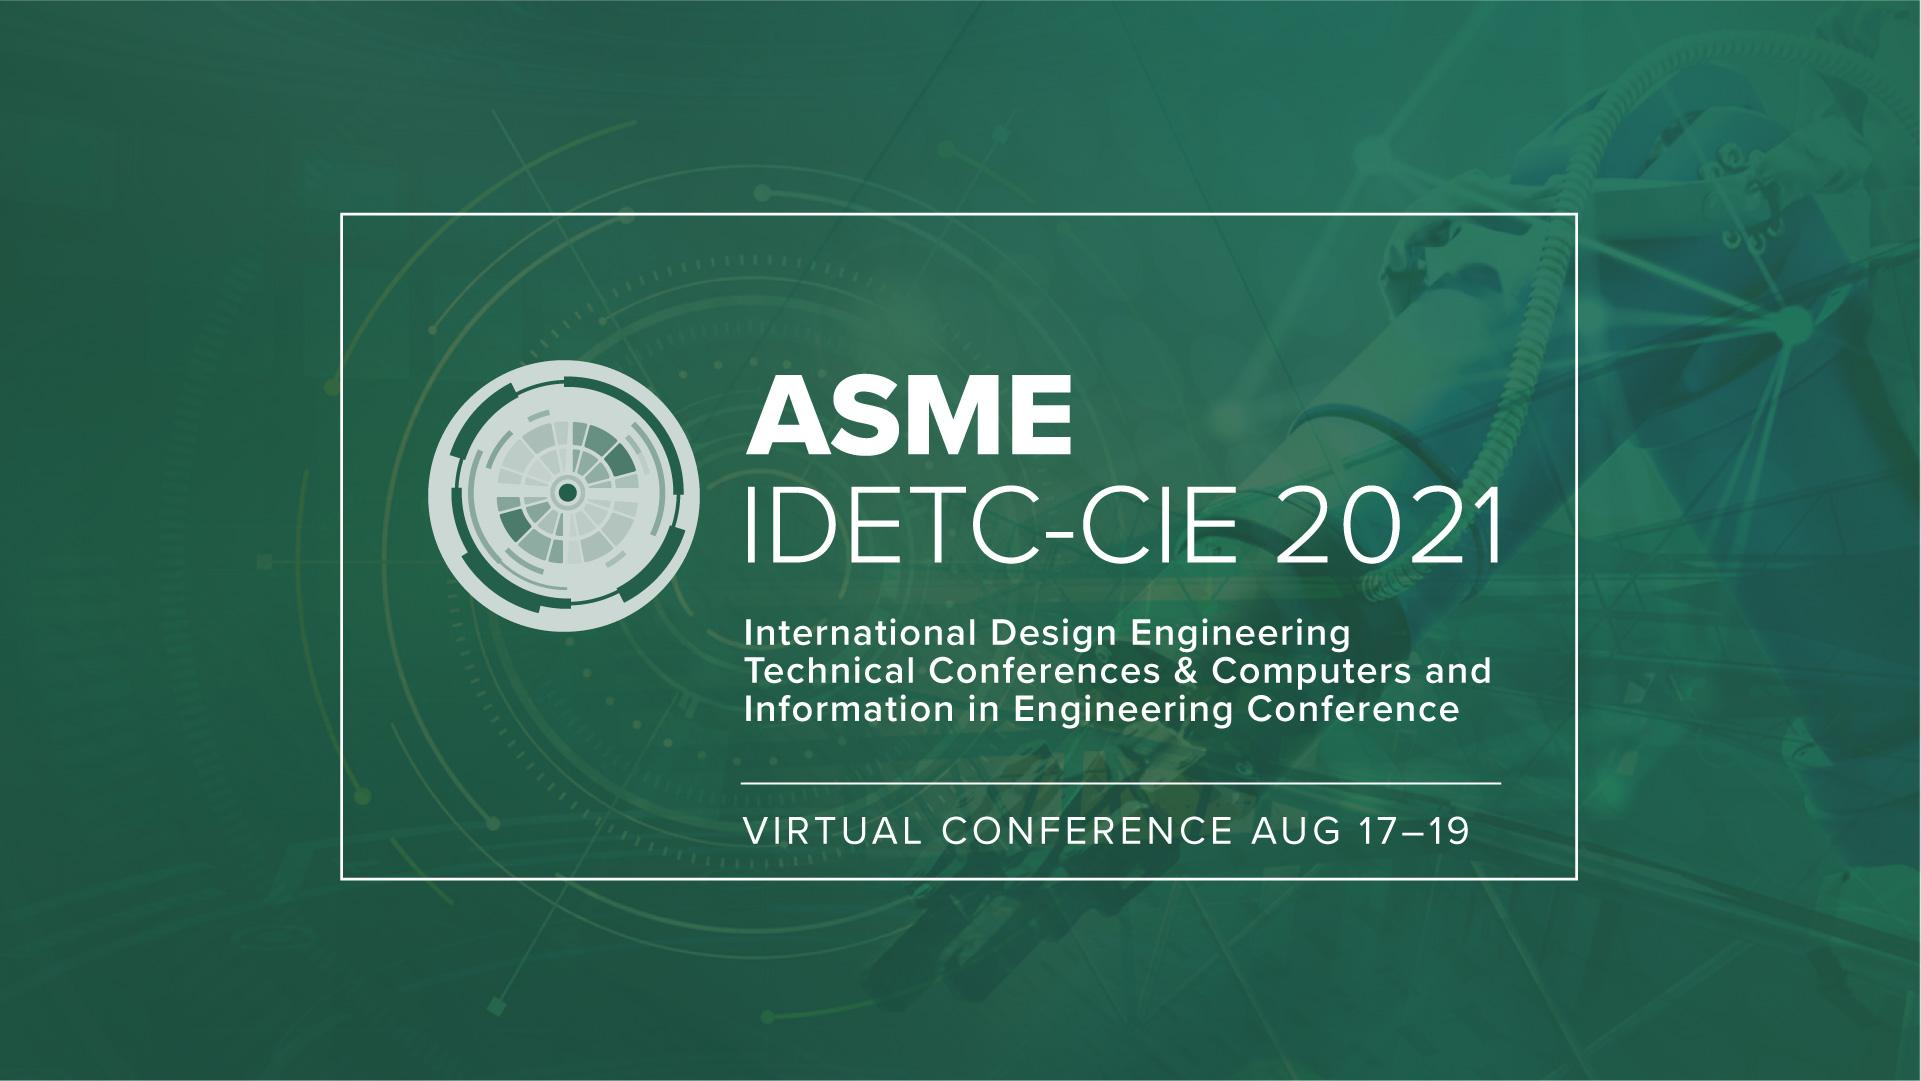 ASME
IDETC-CIE 2021
International Design Engineering
Technical Conferences & Computers and
Information in Engineering Conference
VIRTUAL CONFERENCE AUG 17–19